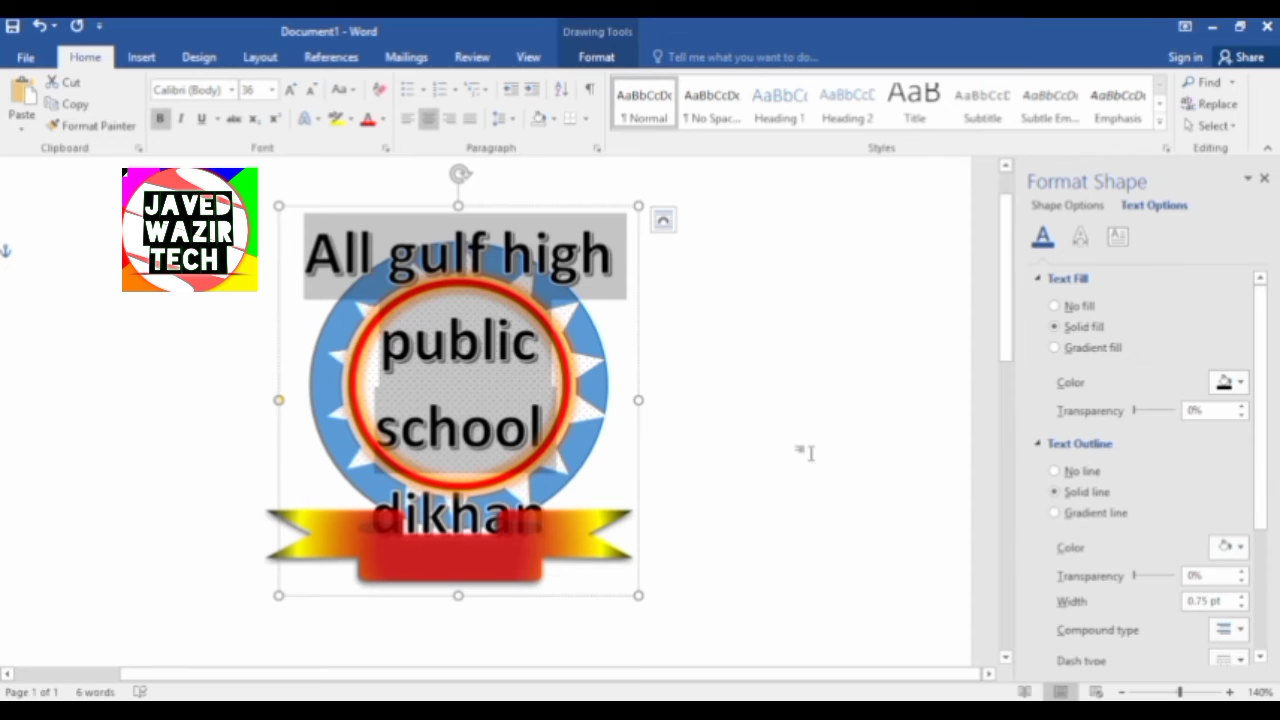 Document1 - Word
Drawing Tools
File
Home
Insert
Design
Layout
References
Mailings
Review
View
Format
Tell me what you want to do...
Sign in
Share
Paste
Cut
Copy
Format Painter
Clipboard
Calibri (Body)
36
Font
Paragraph
AaBbCcDc
¶ Normal
AaBbCcDc
¶ No Spac...
AaBbCc
Heading 1
AaBbCcC
Heading 2
AaB
Title
AaBbCcC
Subtitle
AaBbCcDc
Subtle Em...
AaBbCcDc
Emphasis
Styles
Find
Replace
Select
Editing
JAVED
WAZIR
TECH
All gulf high
public
school
dikhan
Format Shape
Shape Options
Text Options
Text Fill
No fill
Solid fill
Gradient fill
Color
Transparency
0%
Text Outline
No line
Solid line
Gradient line
Color
Transparency
0%
Width
0.75 pt
Compound type
Dash type
Page 1 of 1
6 words
140%